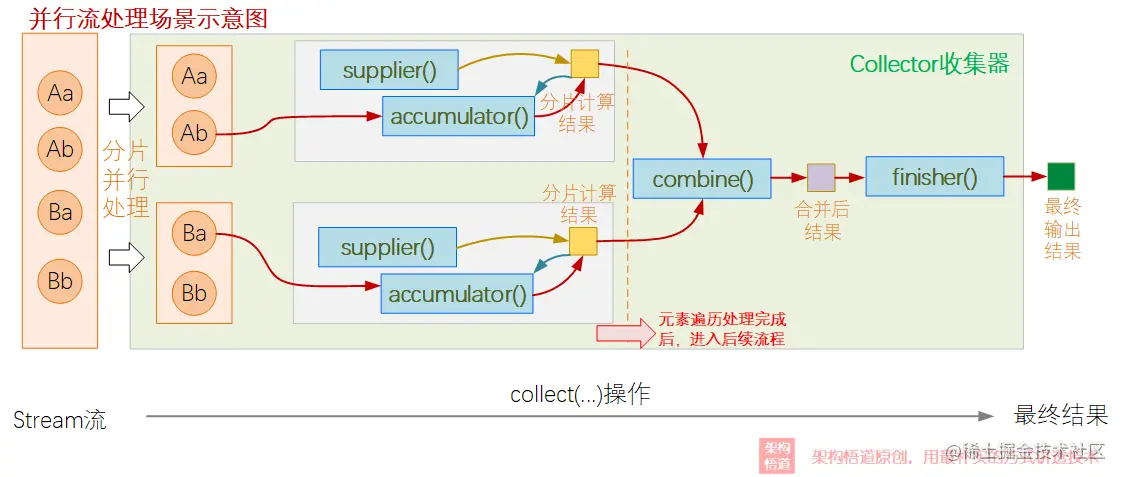 并行流处理场景示意图
Aa
Ab
Ba
Bb
分片
并行
处理
Aa
Ab
Ba
Bb
supplier()
accumulator()
分片计算
结果
supplier()
accumulator()
分片计算
结果
Collector收集器
combine()
合并后
结果
finisher()
最终
输出
结果
元素遍历处理完成
后，进入后续流程
collect(...)操作
Stream流
最终结果
架构
悟道
架构悟道原创，用最朴实的方式讲透技术
@稀土掘金技术社区